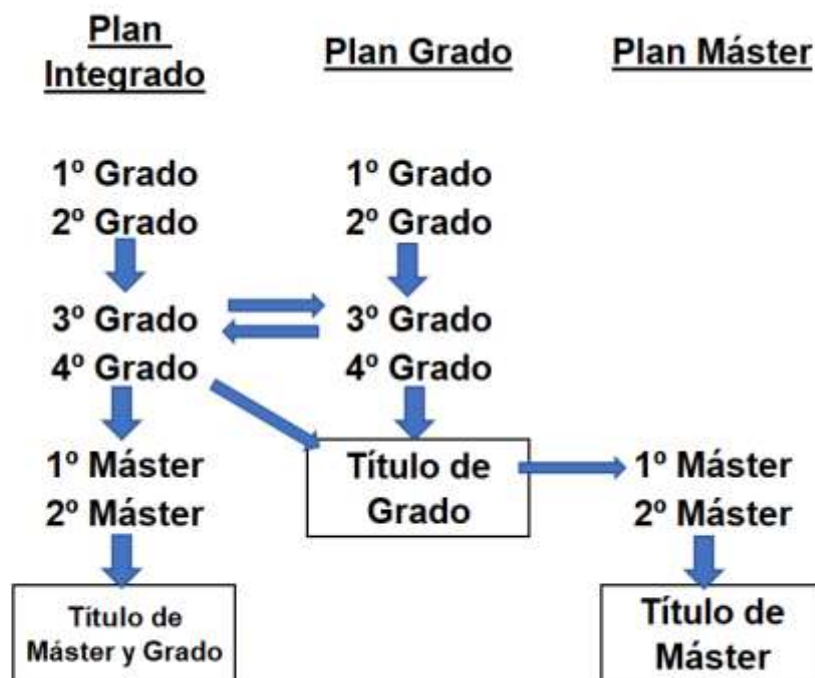 Plan
Integrado
Plan Grado
Plan Máster
1º Grado
2º Grado
3º Grado
4º Grado
1º Máster
2º Máster
Título de
Máster y Grado
1º Grado
2º Grado
3º Grado
4º Grado
Título de
Grado
1º Máster
2º Máster
Título de
Máster